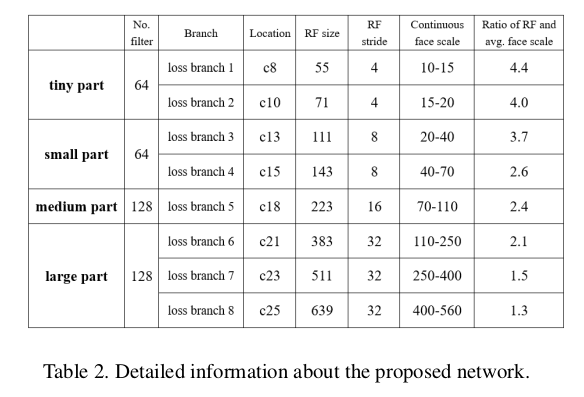 No. filter Branch Location RF size RF stride Continuous face scale Ratio of RF and avg. face scale
tiny part 64 loss branch 1 c8 55 4 10-15 4.4
loss branch 2 c10 71 4 15-20 4.0
small part 64 loss branch 3 c13 111 8 20-40 3.7
loss branch 4 c15 143 8 40-70 2.6
medium part 128 loss branch 5 c18 223 16 70-110 2.4
large part 128 loss branch 6 c21 383 32 110-250 2.1
loss branch 7 c23 511 32 250-400 1.5
loss branch 8 c25 639 32 400-560 1.3
Table 2. Detailed information about the proposed network.